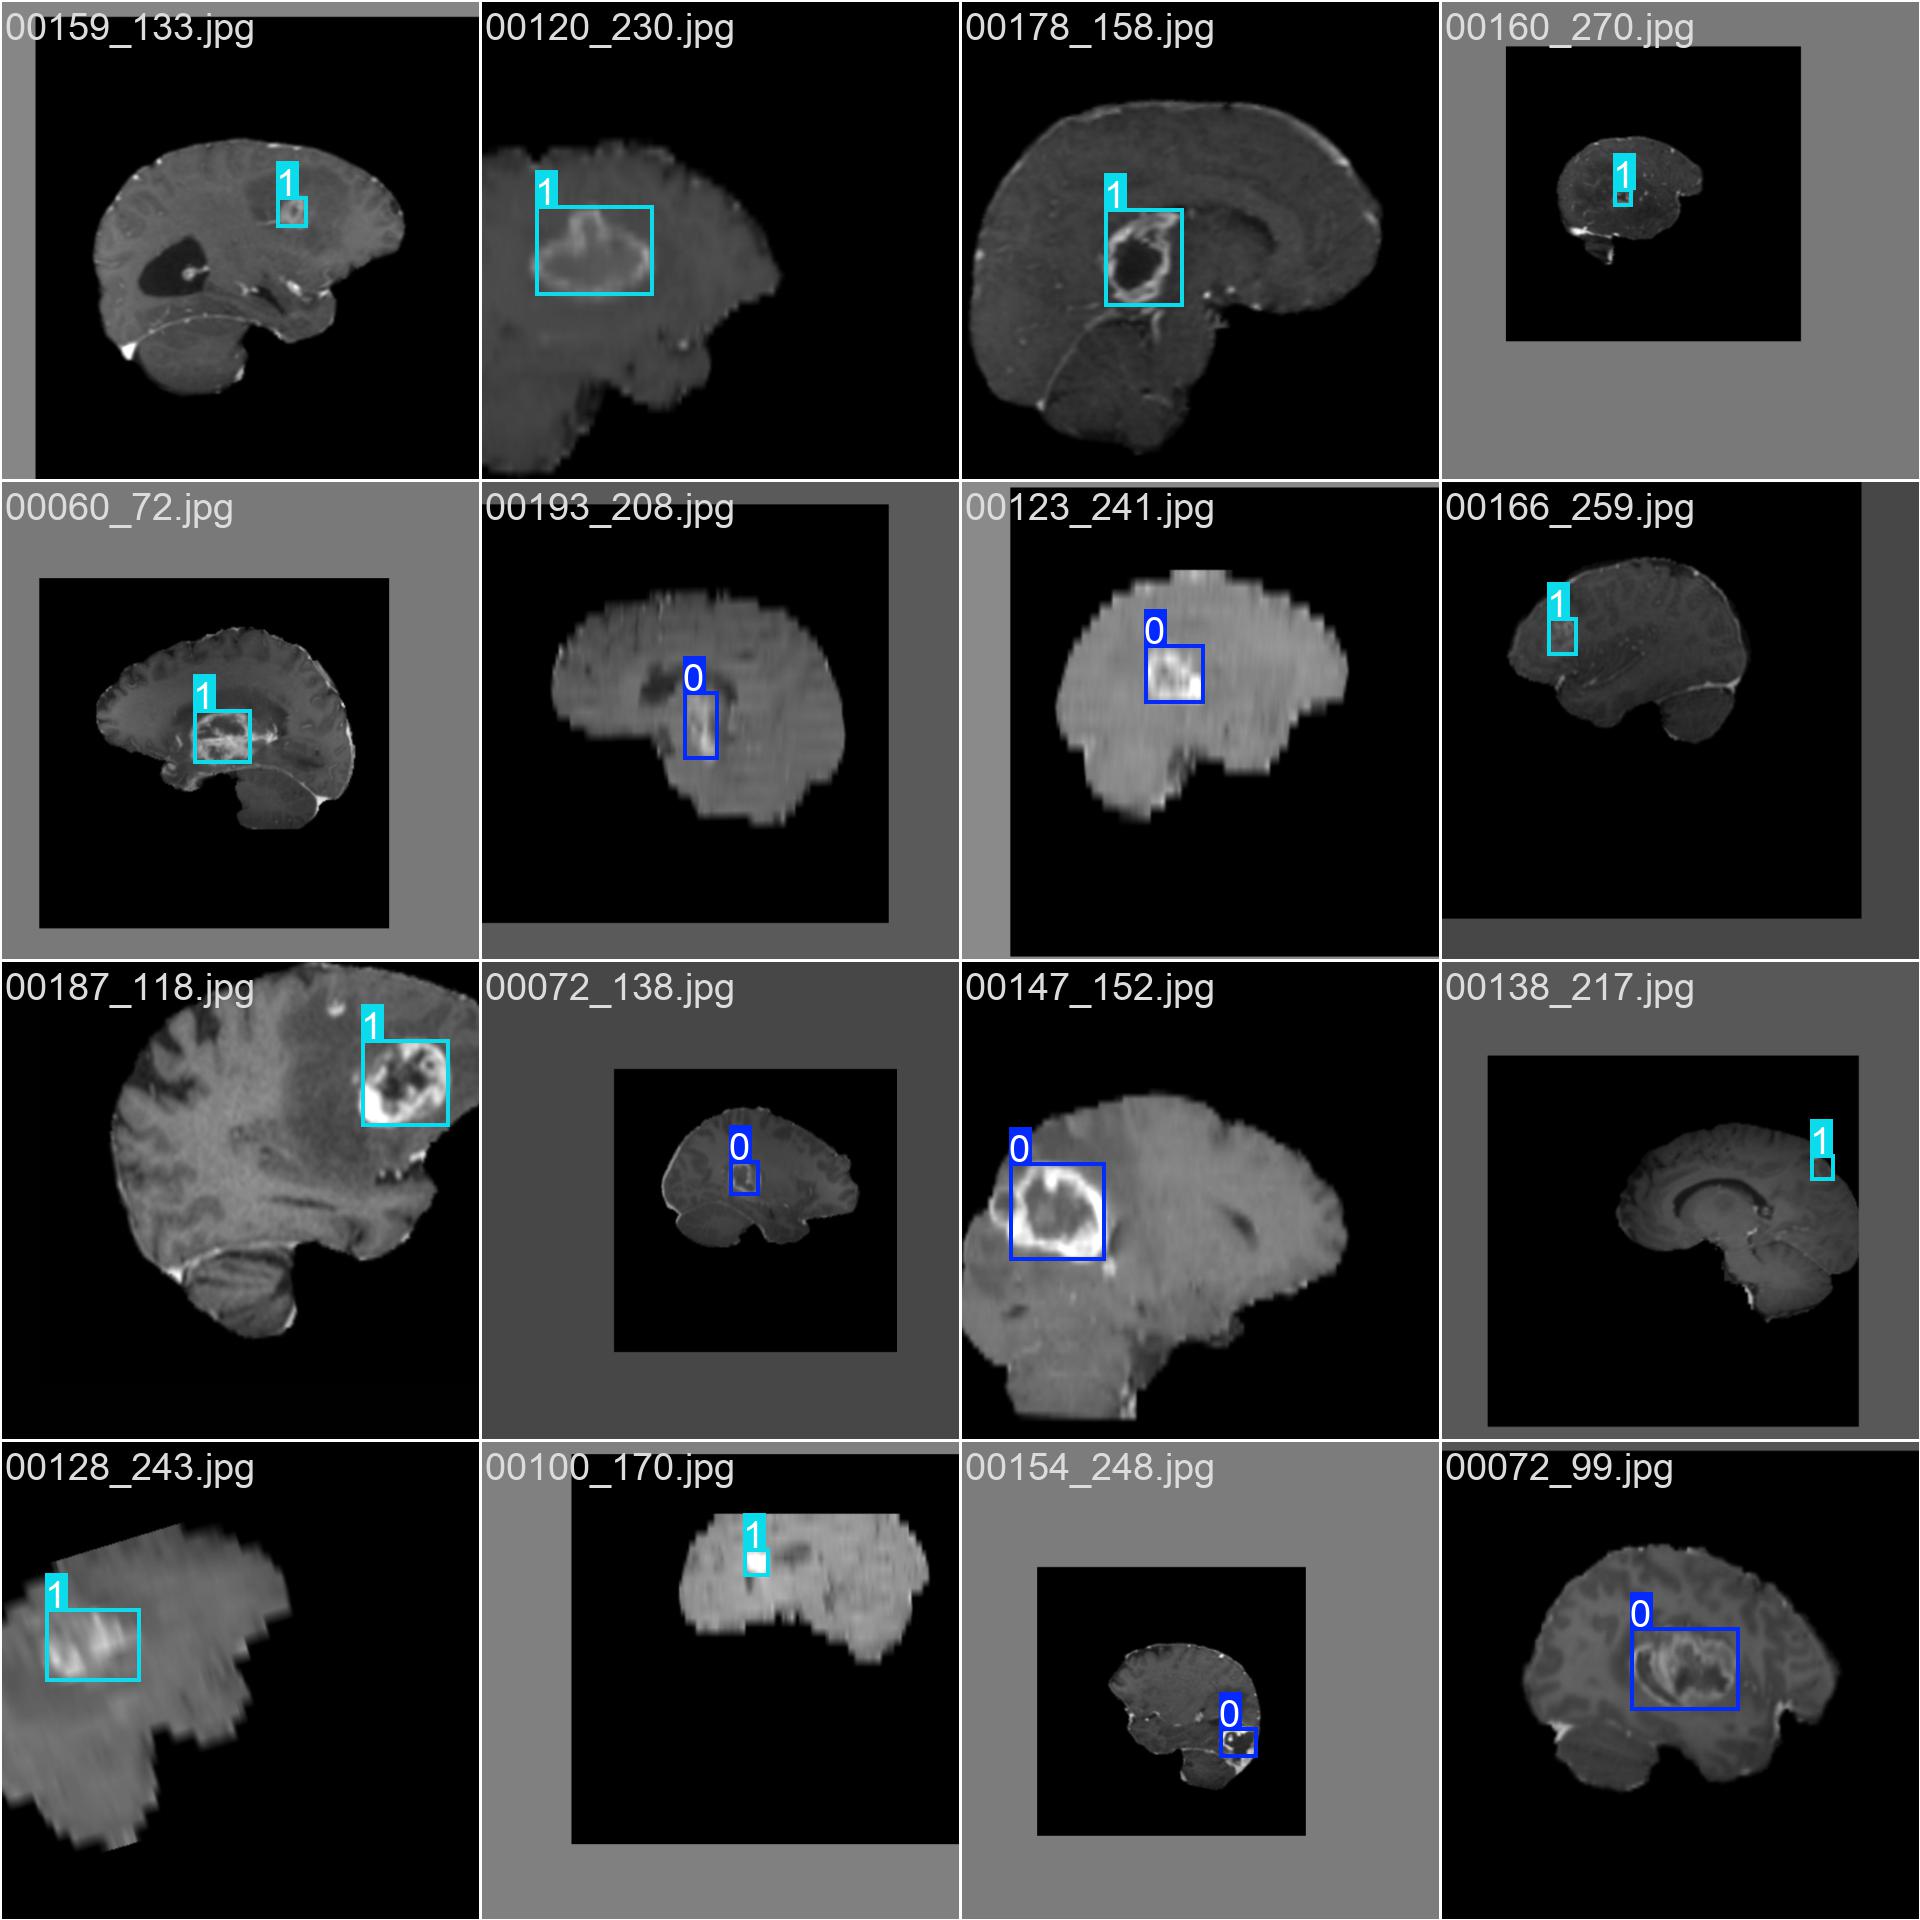 00159_133.jpg
1
00120_230.jpg
1
00178_158.jpg
1
00160_270.jpg
1
00060_72.jpg
1
00193_208.jpg
0
00123_241.jpg
0
00166_259.jpg
1
00187_118.jpg
1
00072_138.jpg
0
00147_152.jpg
0
00138_217.jpg
1
00128_243.jpg
1
00100_170.jpg
1
00154_248.jpg
0
00072_99.jpg
0